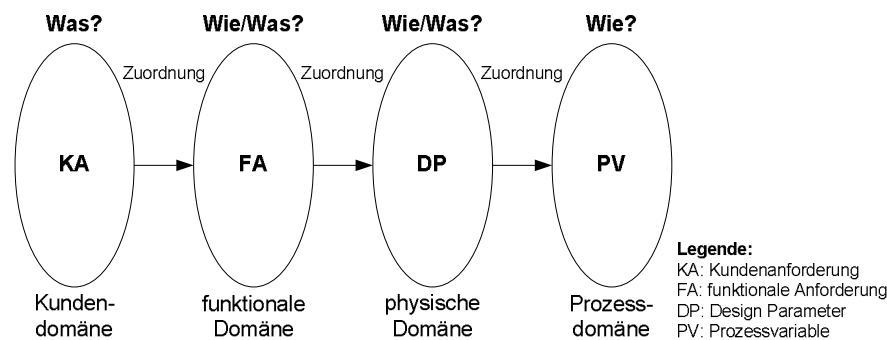 Was?
Wie/Was?
Wie/Was?
Wie?
Zuordnung
Zuordnung
Zuordnung
KA
FA
DP
PV
Kunden-
domäne
funktionale
Domäne
physische
Domäne
Prozess-
domäne
Legende:
KA: Kundenanforderung
FA: funktionale Anforderung
DP: Design Parameter
PV: Prozessvariable